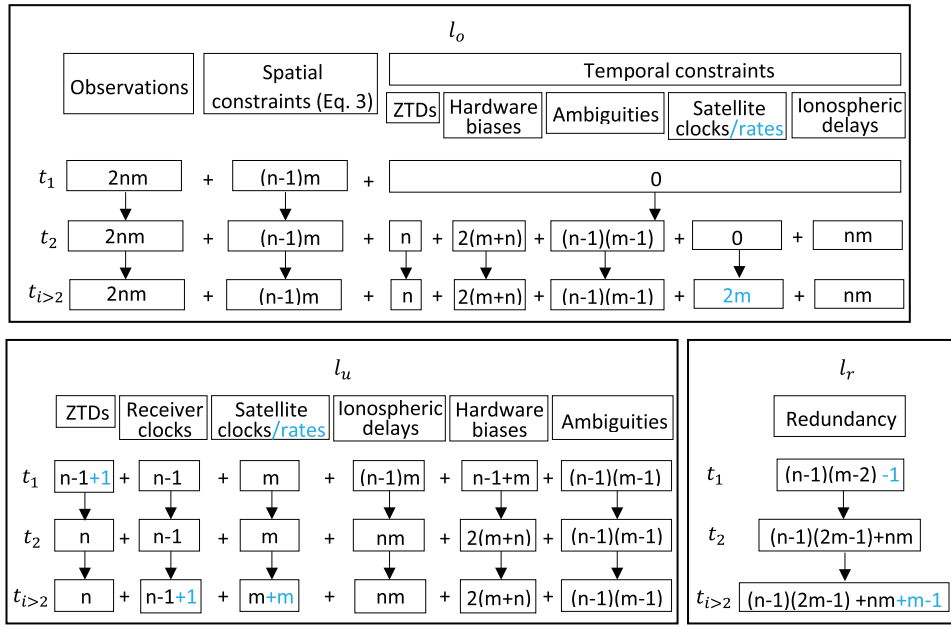 l_o
Observations
Spatial
constraints (Eq. 3)
Temporal constraints
ZTDs
Hardware
biases
Ambiguities
Satellite
clocks/rates
Ionospheric
delays
t_1 2nm + (n-1)m + 0
t_2 2nm + (n-1)m + n + 2(m+n) + (n-1)(m-1) + 0 + nm
t_{i>2} 2nm + (n-1)m + n + 2(m+n) + (n-1)(m-1) + 2m + nm
l_u
ZTDs
Receiver
clocks
Satellite
clocks/rates
Ionospheric
delays
Hardware
biases
Ambiguities
t_1 n-1+1 + n-1 + m + (n-1)m + n-1+m + (n-1)(m-1)
t_2 n + n-1 + m + nm + 2(m+n) + (n-1)(m-1)
t_{i>2} n + n-1+1 + m+m + nm + 2(m+n) + (n-1)(m-1)
l_r
Redundancy
t_1 (n-1)(m-2) -1
t_2 (n-1)(2m-1)+nm
t_{i>2} (n-1)(2m-1) +nm+m-1